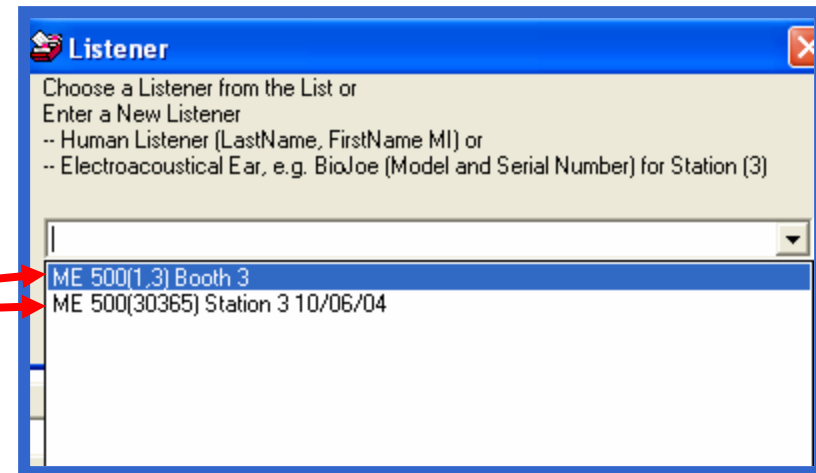 Listener
Choose a Listener from the List or
Enter a New Listener
-- Human Listener (LastName, FirstName MI) or
-- Electroacoustical Ear, e.g. BioJoe (Model and Serial Number) for Station (3)
ME 500(1,3) Booth 3
ME 500(30365) Station 3 10/06/04